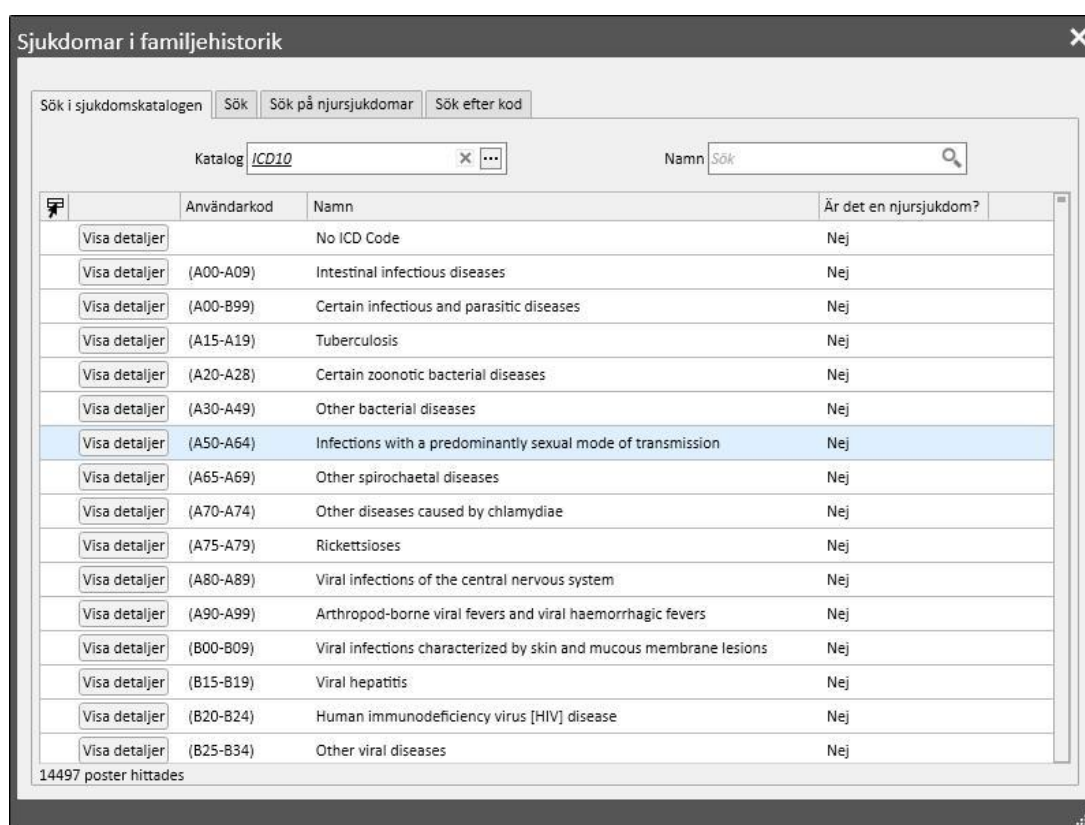 Sjukdomar i familjehistorik
Sök i sjukdomskatalogen Sök Sök på njursjukdomar Sök efter kod
Katalog ICD10 Namn Sök
Användarkod Namn Är det en njursjukdom?
Visa detaljer No ICD Code Nej
Visa detaljer (A00-A09) Intestinal infectious diseases Nej
Visa detaljer (A00-B99) Certain infectious and parasitic diseases Nej
Visa detaljer (A15-A19) Tuberculosis Nej
Visa detaljer (A20-A28) Certain zoonotic bacterial diseases Nej
Visa detaljer (A30-A49) Other bacterial diseases Nej
Visa detaljer (A50-A64) Infections with a predominantly sexual mode of transmission Nej
Visa detaljer (A65-A69) Other spirochaetal diseases Nej
Visa detaljer (A70-A74) Other diseases caused by chlamydiae Nej
Visa detaljer (A75-A79) Rickettsioses Nej
Visa detaljer (A80-A89) Viral infections of the central nervous system Nej
Visa detaljer (A90-A99) Arthropod-borne viral fevers and viral haemorrhagic fevers Nej
Visa detaljer (B00-B09) Viral infections characterized by skin and mucous membrane lesions Nej
Visa detaljer (B15-B19) Viral hepatitis Nej
Visa detaljer (B20-B24) Human immunodeficiency virus [HIV] disease Nej
Visa detaljer (B25-B34) Other viral diseases Nej
14497 poster hittades